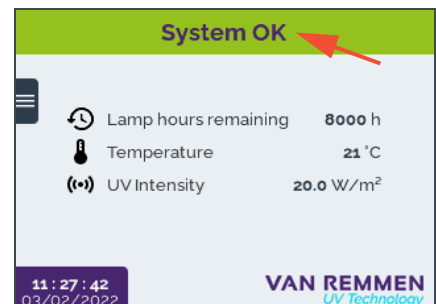 System OK
Lamp hours remaining 8000 h
Temperature 21 °C
UV Intensity 20.0 W/m²
11 : 27 : 42
03/02/2022
VAN REMMEN
UV Technology